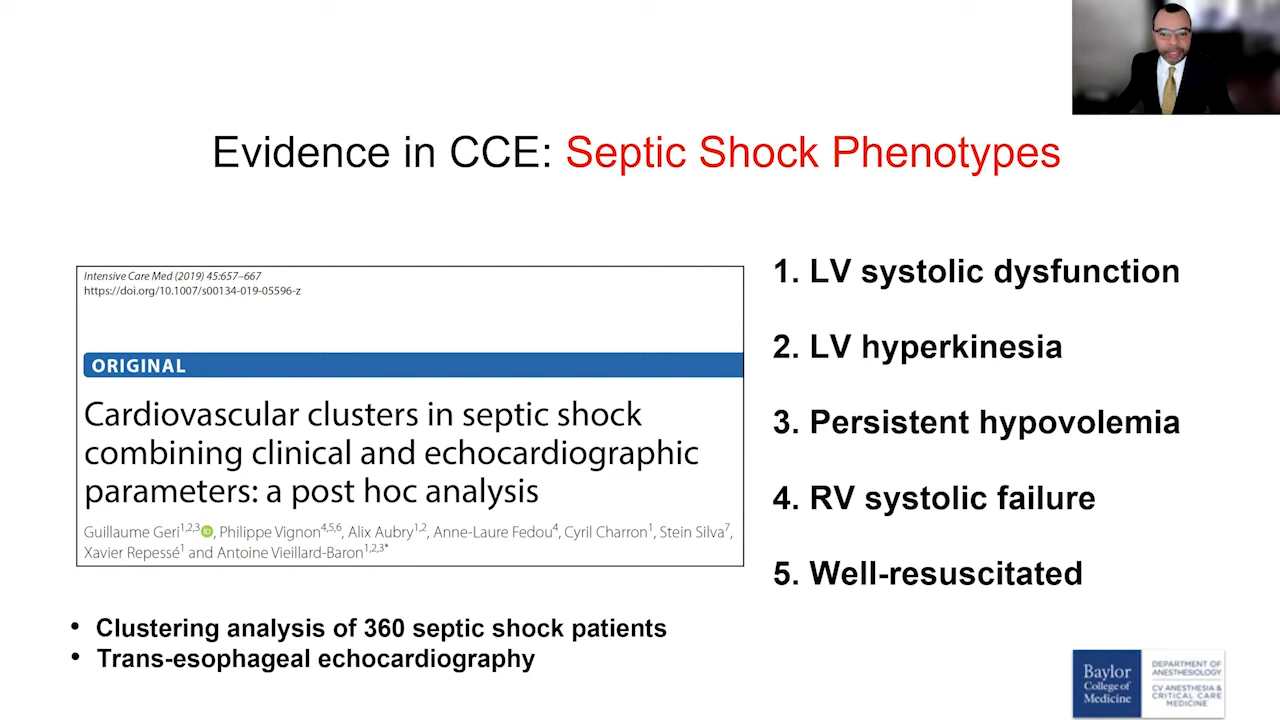 Evidence in CCE: Septic Shock Phenotypes
Intensive Care Med (2019) 45:657–667
https://doi.org/10.1007/s00134-019-05596-z
ORIGINAL
Cardiovascular clusters in septic shock
combining clinical and echocardiographic
parameters: a post hoc analysis
Guillaume Geri1,2,3 iD, Philippe Vignon4,5,6, Alix Aubry1,2, Anne-Laure Fedou4, Cyril Charron1, Stein Silva7,
Xavier Repessé1 and Antoine Vieillard-Baron1,2,3*
• Clustering analysis of 360 septic shock patients
• Trans-esophageal echocardiography
1. LV systolic dysfunction
2. LV hyperkinesia
3. Persistent hypovolemia
4. RV systolic failure
5. Well-resuscitated
Baylor
College of
Medicine
DEPARTMENT OF
ANESTHESIOLOGY
CV ANESTHESIA &
CRITICAL CARE
MEDICINE